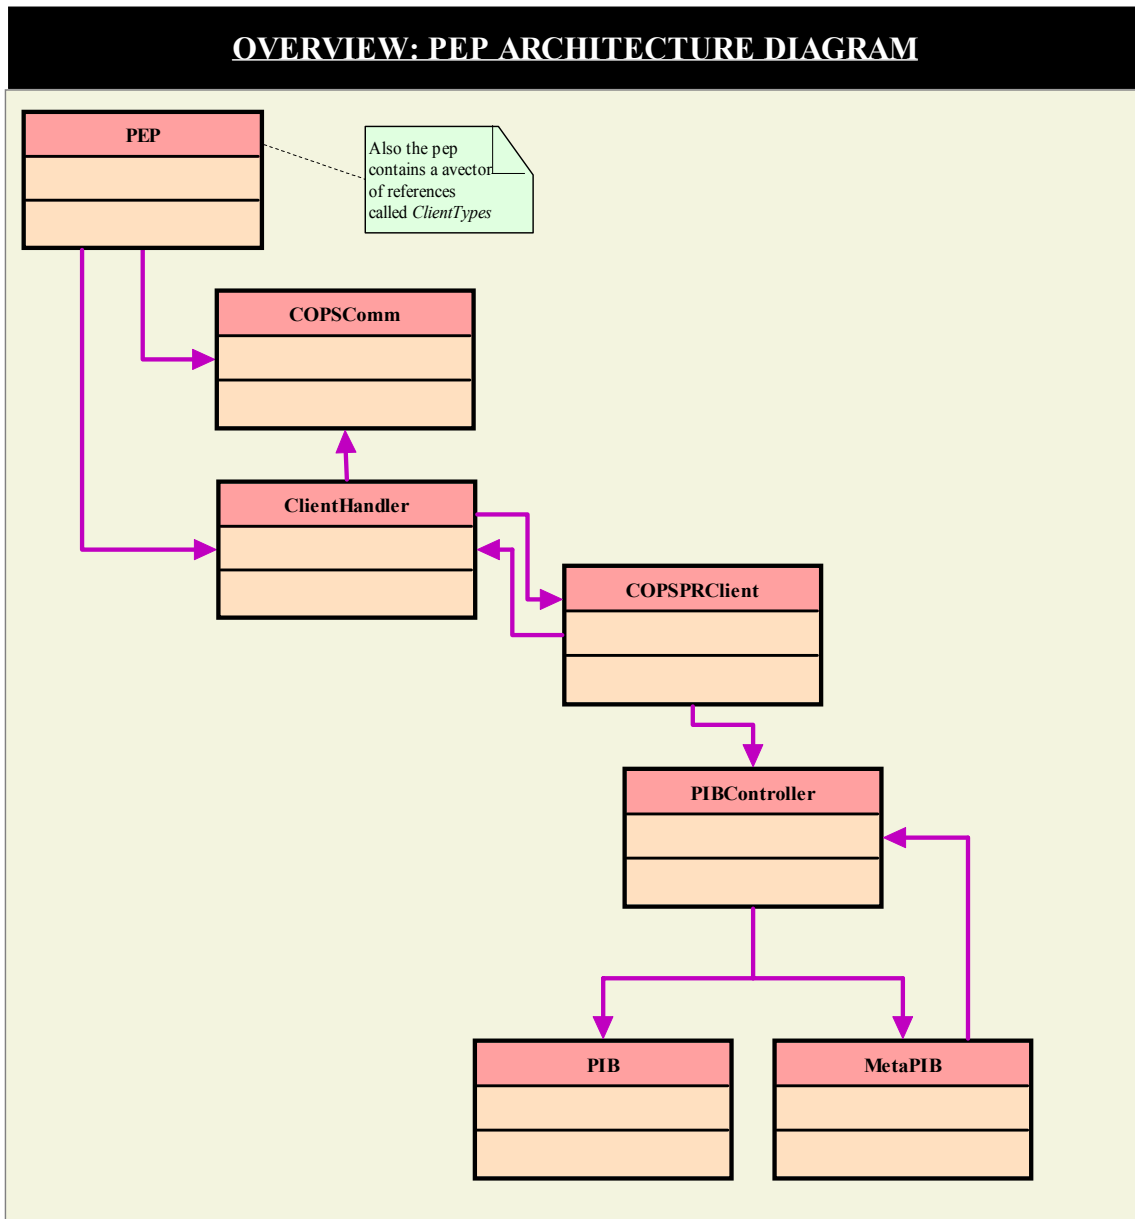 OVERVIEW: PEP ARCHITECTURE DIAGRAM
PEP
Also the pep
contains a avector
of references
called ClientTypes
COPSComm
ClientHandler
COPSPRClient
PIBController
PIB
MetaPIB